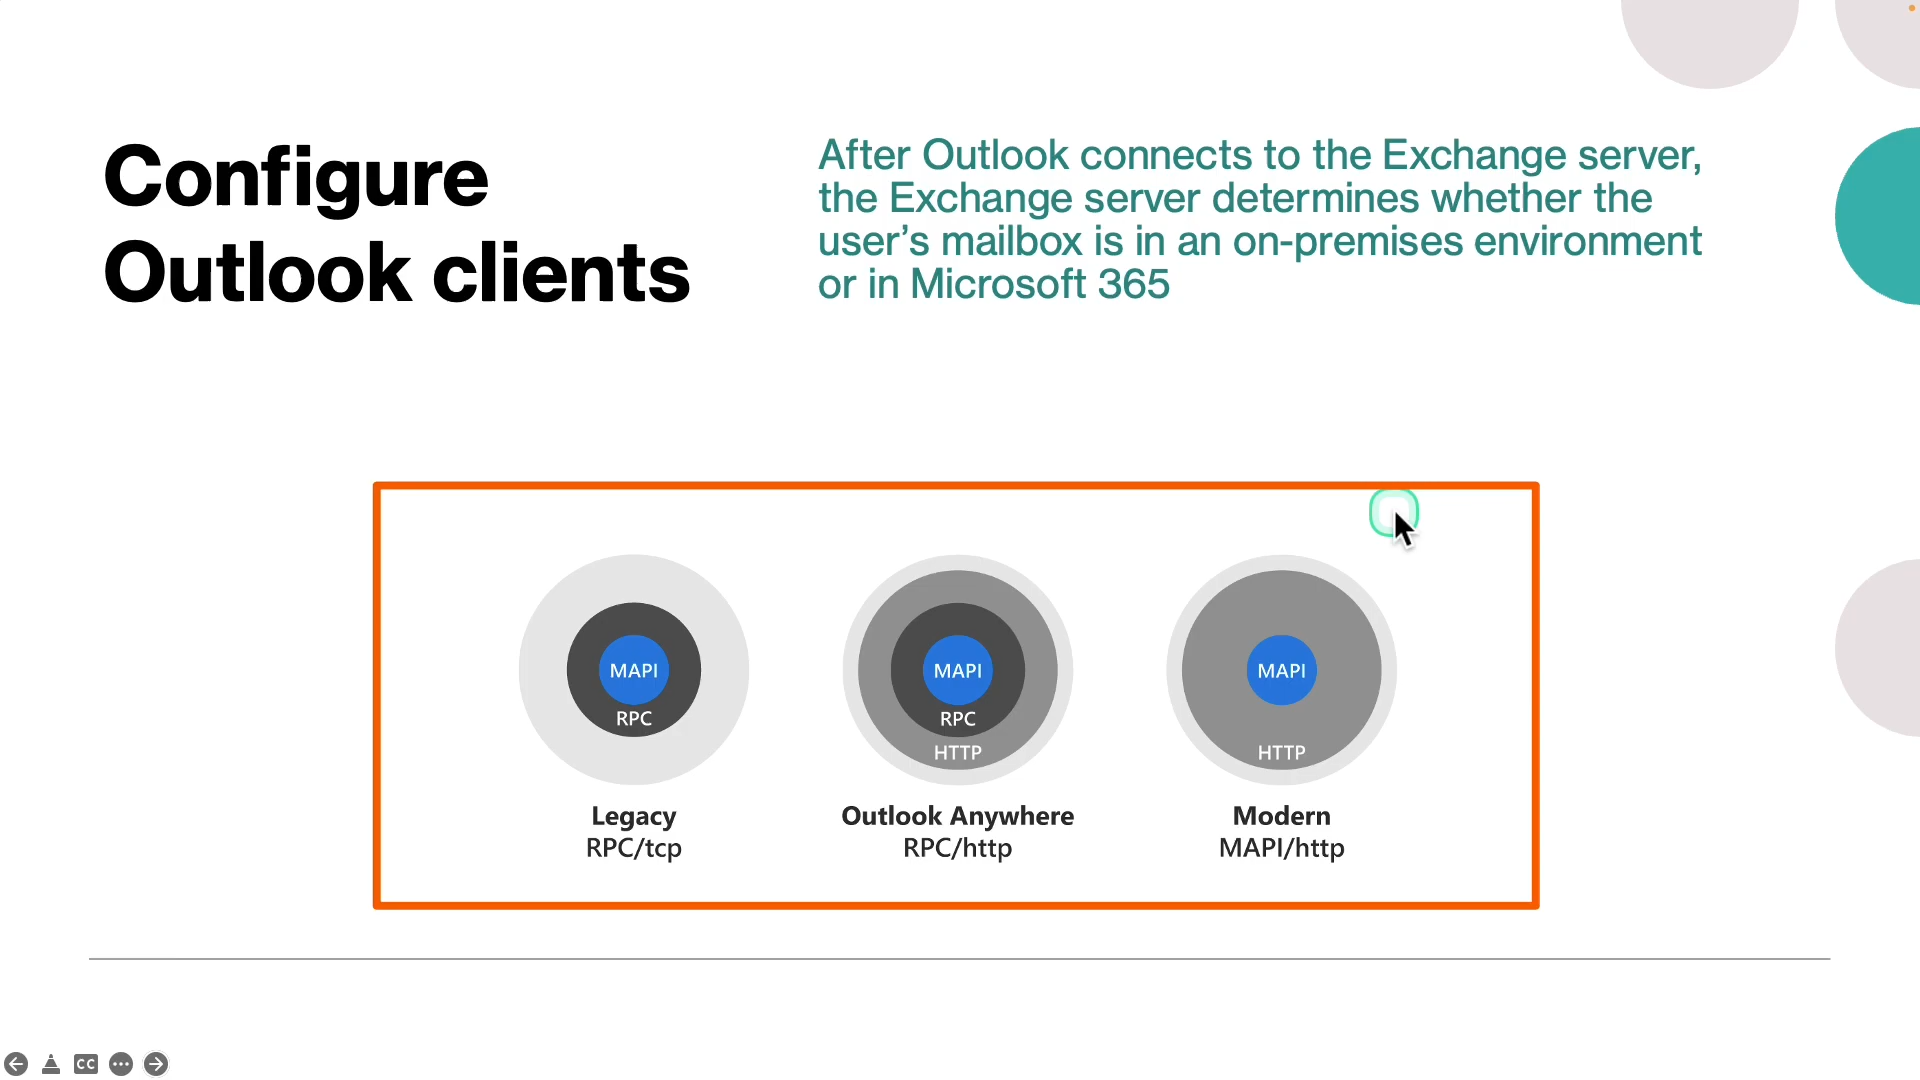 Configure
Outlook clients
After Outlook connects to the Exchange server,
the Exchange server determines whether the
user’s mailbox is in an on-premises environment
or in Microsoft 365
MAPI
RPC
Legacy
RPC/tcp
MAPI
RPC
HTTP
Outlook Anywhere
RPC/http
MAPI
HTTP
Modern
MAPI/http
CC